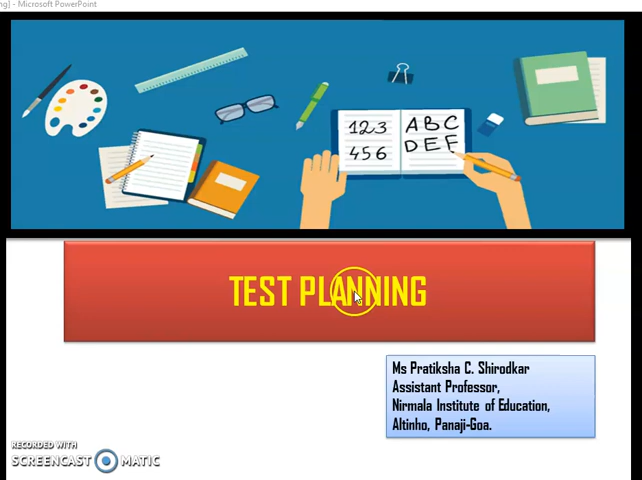 ng] - Microsoft PowerPoint
123
456
ABC
DEF
TEST PLANNING
Ms Pratiksha C. Shirodkar
Assistant Professor,
Nirmala Institute of Education,
Altinho, Panaji-Goa.
RECORDED WITH
SCREENCAST MATIC